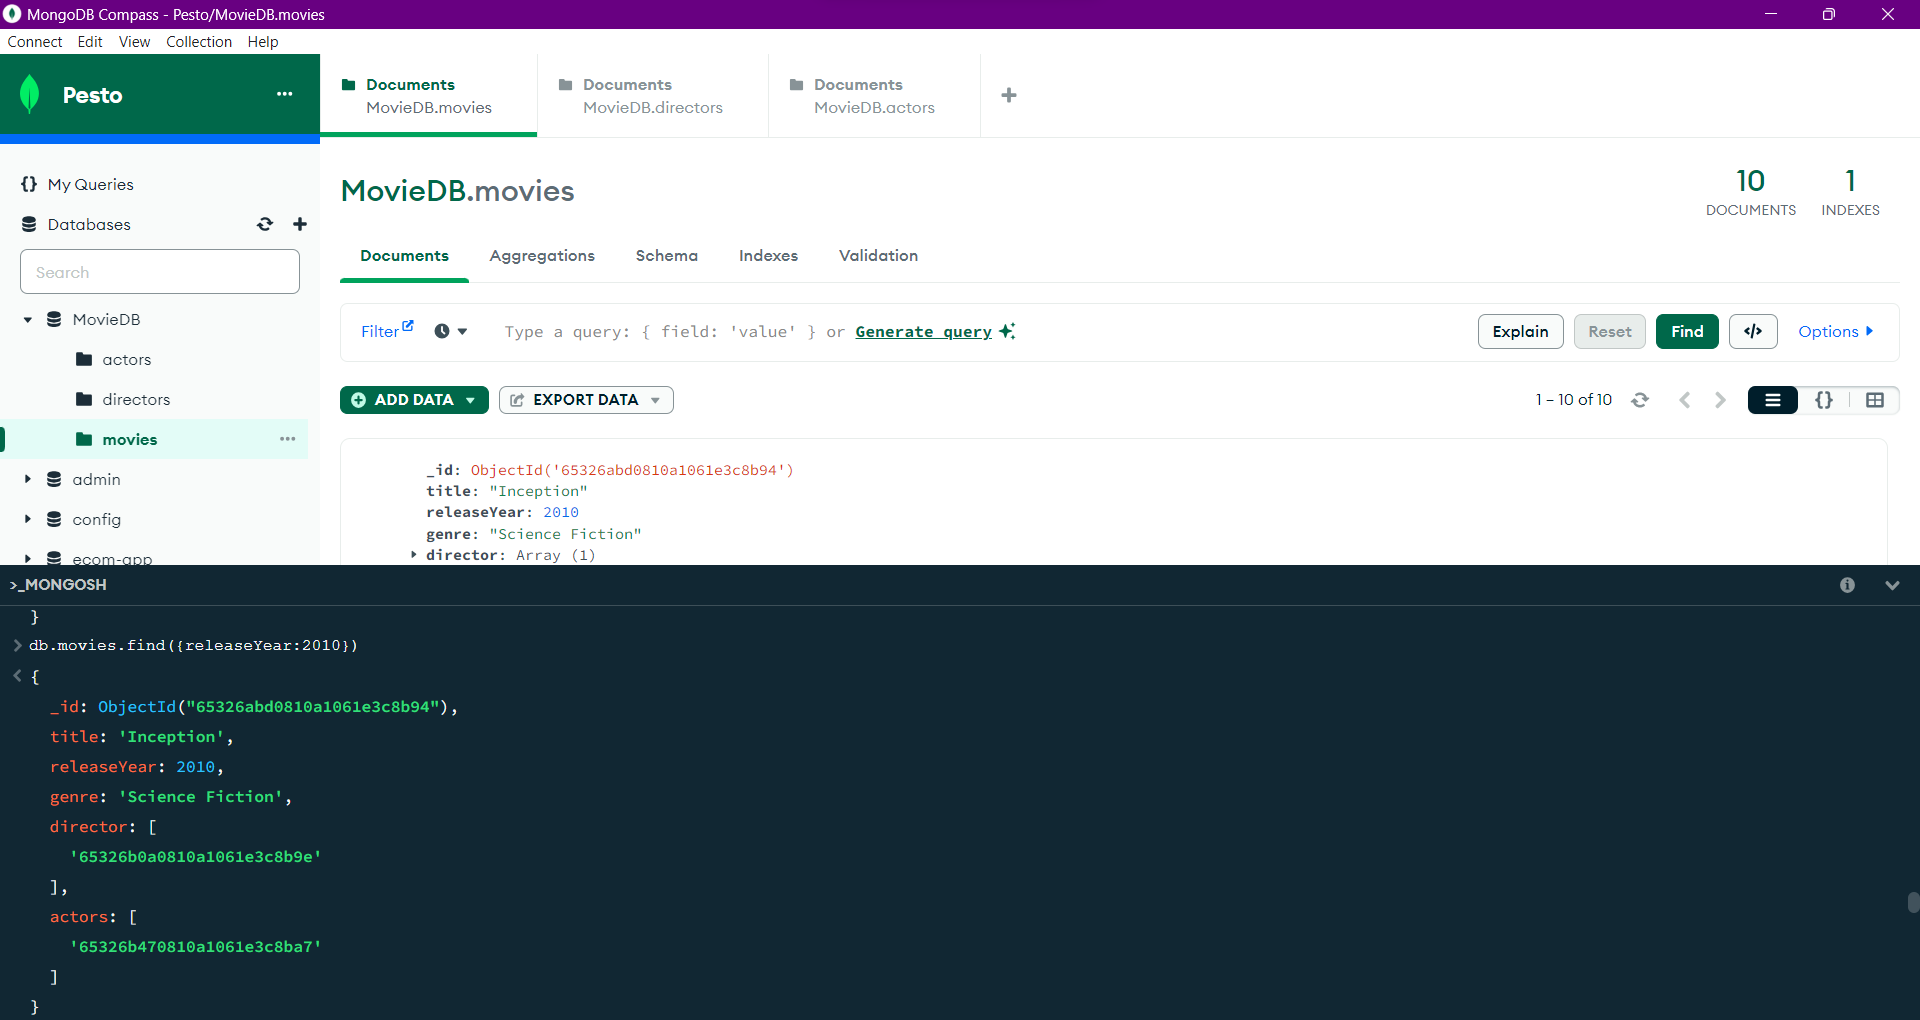 MongoDB Compass - Pesto/MovieDB.movies
Connect Edit View Collection Help
Pesto
Documents
MovieDB.movies
Documents
MovieDB.directors
Documents
MovieDB.actors
{} My Queries
Databases
Search
MovieDB
actors
directors
movies
admin
config
ecom-app
MovieDB.movies
10
DOCUMENTS
1
INDEXES
Documents Aggregations Schema Indexes Validation
Filter Type a query: { field: 'value' } or Generate query Explain Reset Find </> Options
ADD DATA EXPORT DATA 1 – 10 of 10 {}
_id: ObjectId('65326abd0810a1061e3c8b94')
title: "Inception"
releaseYear: 2010
genre: "Science Fiction"
director: Array (1)
>_MONGOSH
}
> db.movies.find({releaseYear:2010})
< {
_id: ObjectId("65326abd0810a1061e3c8b94"),
title: 'Inception',
releaseYear: 2010,
genre: 'Science Fiction',
director: [
'65326b0a0810a1061e3c8b9e'
],
actors: [
'65326b470810a1061e3c8ba7'
]
}